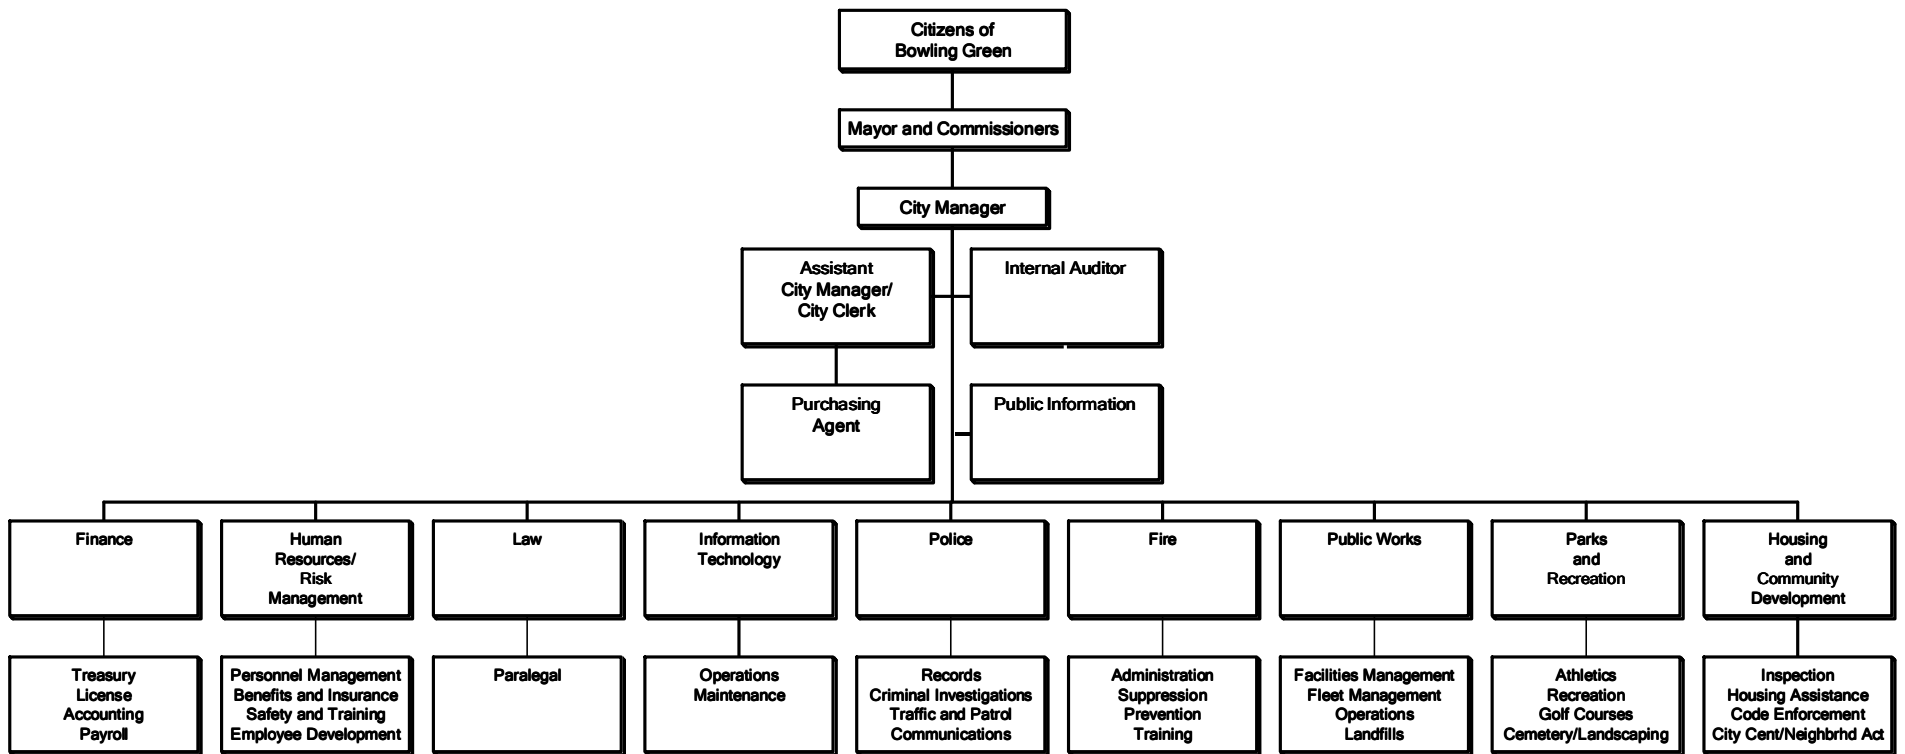 Citizens of
Bowling Green
Mayor and Commissioners
City Manager
Assistant
City Manager/
City Clerk
Internal Auditor
Purchasing
Agent
Public Information
Finance
Human
Resources/
Risk
Management
Law
Information
Technology
Police
Fire
Public Works
Parks
and
Recreation
Housing
and
Community
Development
Treasury
License
Accounting
Payroll
Personnel Management
Benefits and Insurance
Safety and Training
Employee Development
Paralegal
Operations
Maintenance
Records
Criminal Investigations
Traffic and Patrol
Communications
Administration
Suppression
Prevention
Training
Facilities Management
Fleet Management
Operations
Landfills
Athletics
Recreation
Golf Courses
Cemetery/Landscaping
Inspection
Housing Assistance
Code Enforcement
City Cent/Neighbrhd Act